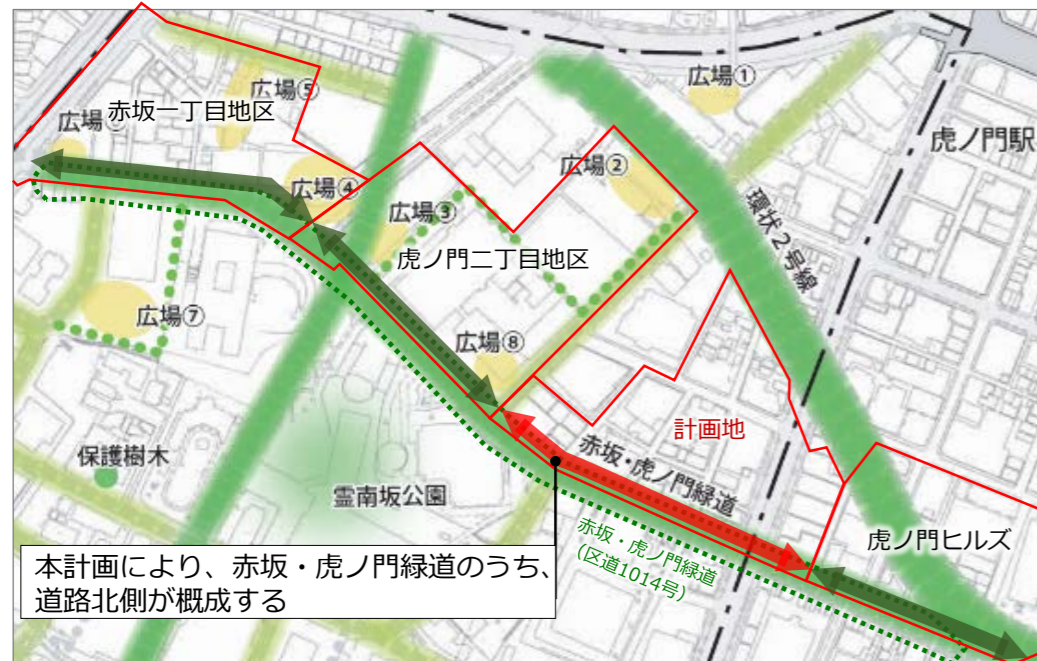 広場①
広場⑤
赤坂一丁目地区
広場
虎ノ門駅
広場②
広場④
広場③
環状2号線
虎ノ門二丁目地区
広場⑦
広場⑧
計画地
赤坂・虎ノ門緑道
保護樹木
霊南坂公園
虎ノ門ヒルズ
赤坂・虎ノ門緑道
(区道1014号)
本計画により、赤坂・虎ノ門緑道のうち、
道路北側が概成する